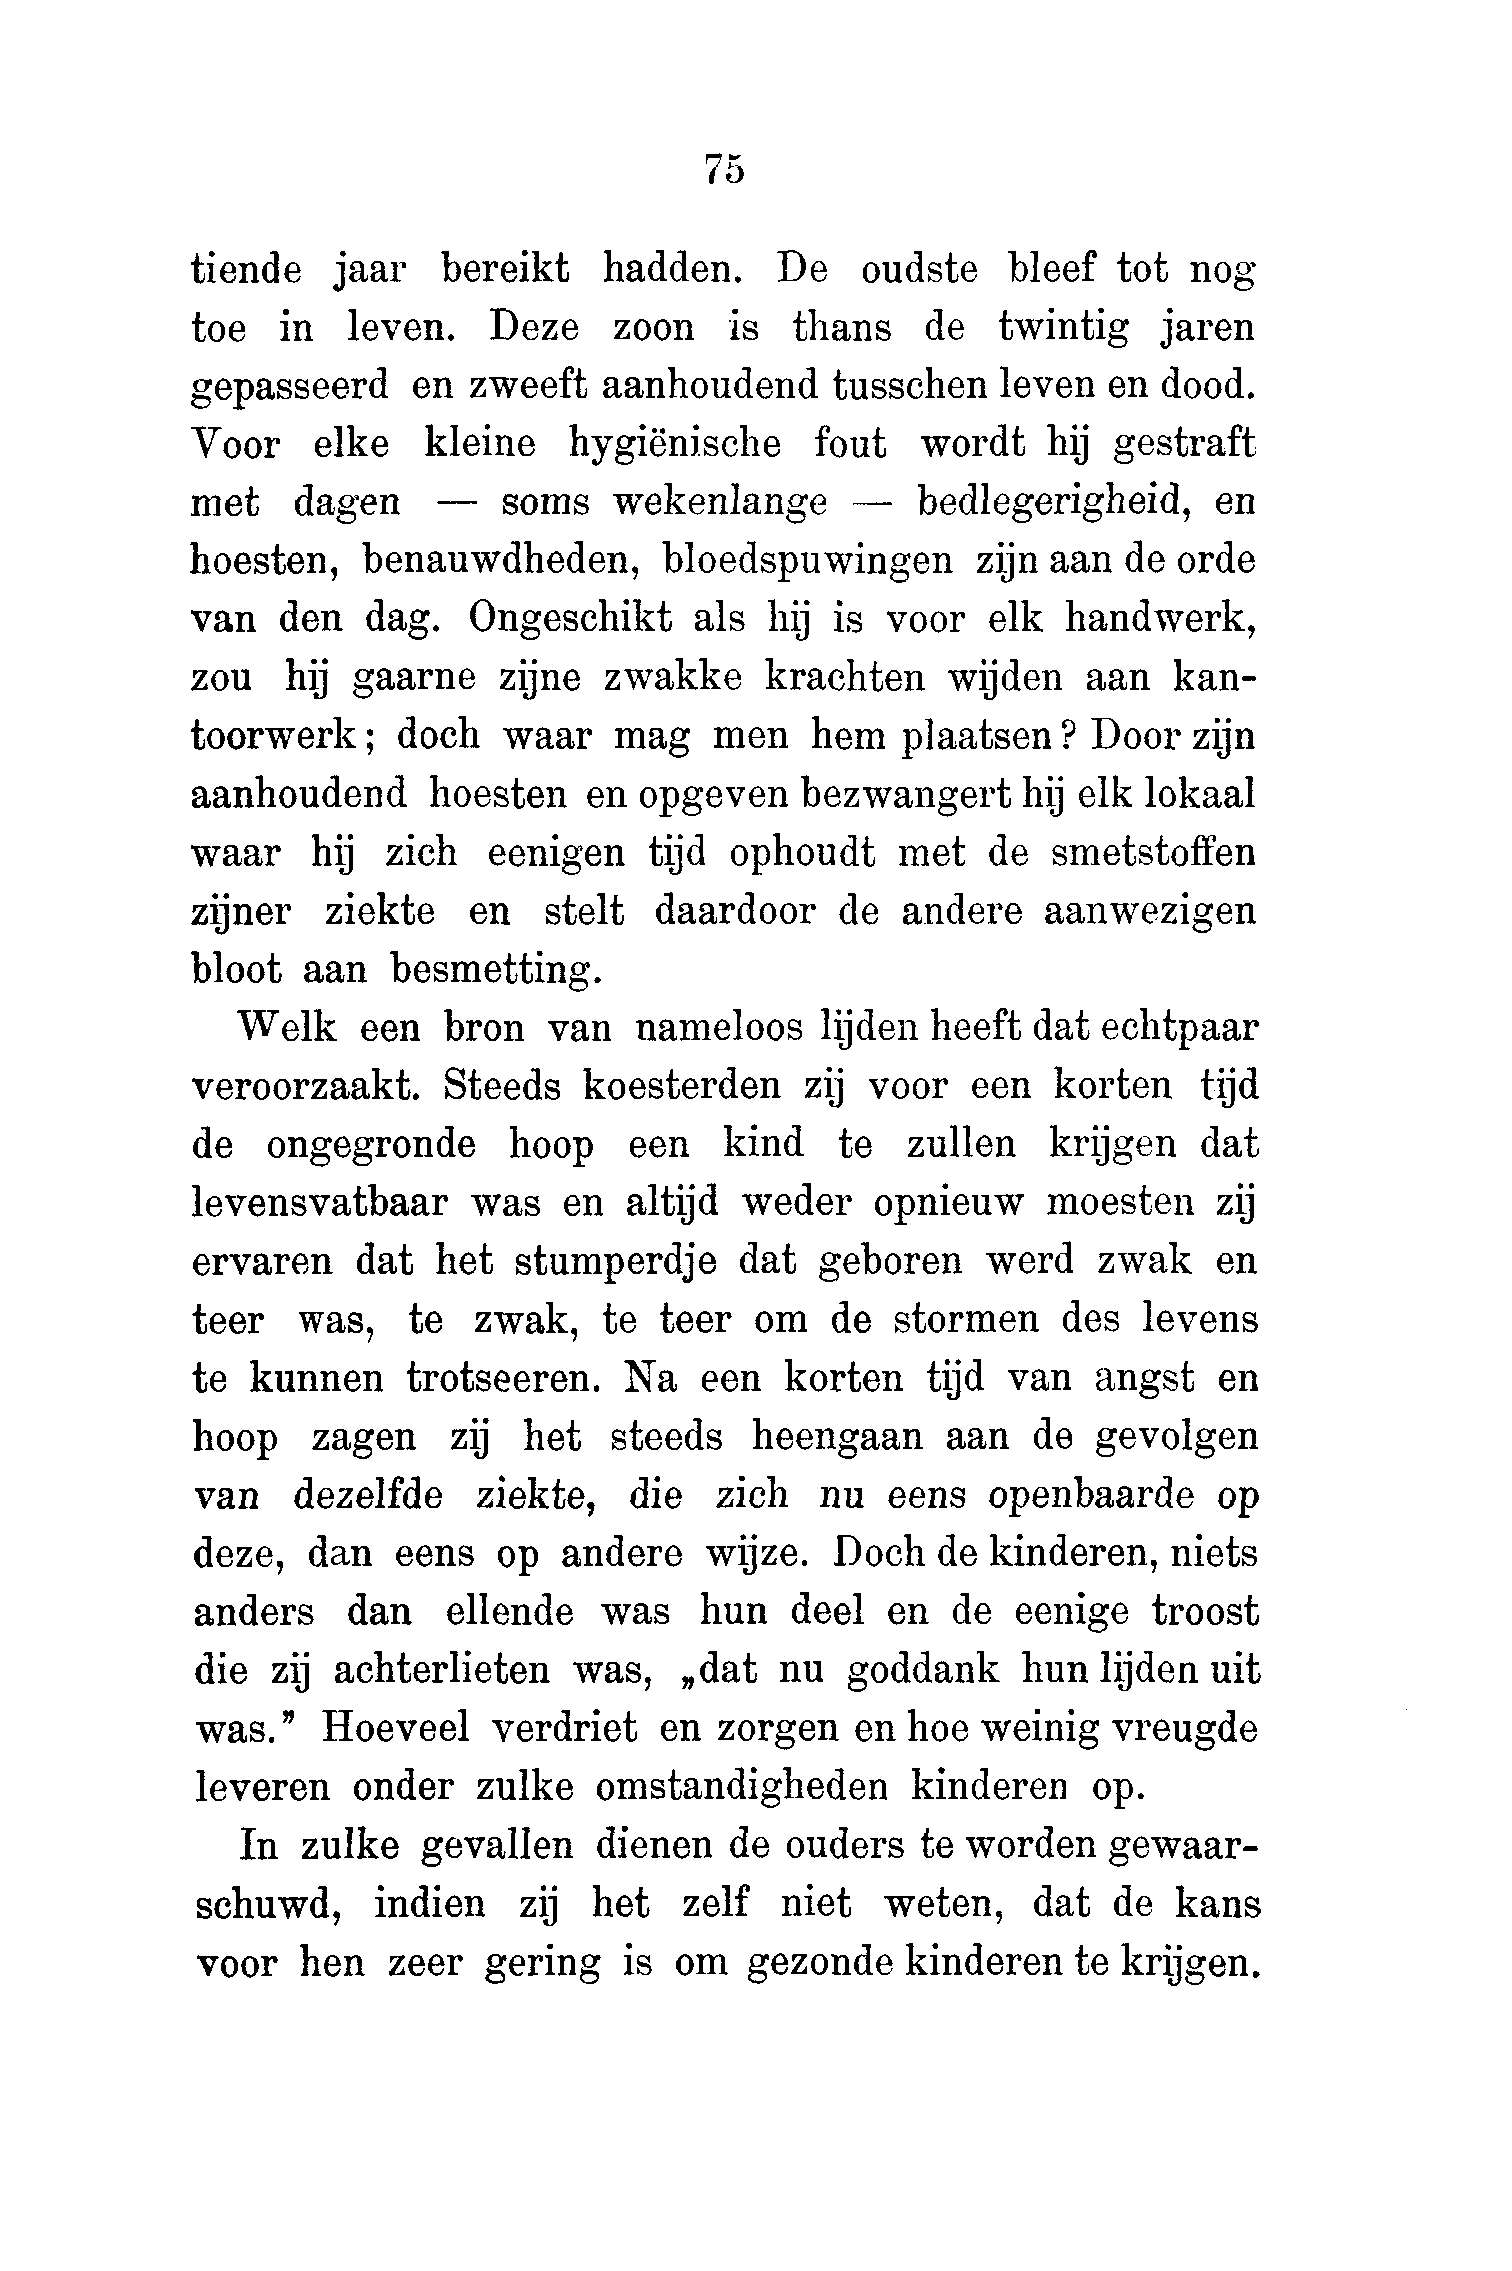 75
tiende jaar bereikt hadden. De oudste bleef tot nog
toe in leven. Deze zoon is thans de twintig jaren
gepasseerd en zweeft aanhoudend tusschen leven en dood.
Voor elke kleine hygiënische fout wordt hij gestraft
met dagen — soms wekenlange — bedlegerigheid, en
hoesten, benauwdheden, bloedspuwingen zijn aan de orde
van den dag. Ongeschikt als hij is voor elk handwerk,
zou hij gaarne zijne zwakke krachten wijden aan kan-
toorwerk; doch waar mag men hem plaatsen? Door zijn
aanhoudend hoesten en opgeven bezwangert hij elk lokaal
waar hij zich eenigen tijd ophoudt met de smetstoffen
zijner ziekte en stelt daardoor de andere aanwezigen
bloot aan besmetting.
Welk een bron van nameloos lijden heeft dat echtpaar
veroorzaakt. Steeds koesterden zij voor een korten tijd
de ongegronde hoop een kind te zullen krijgen dat
levensvatbaar was en altijd weder opnieuw moesten zij
ervaren dat het stumperdje dat geboren werd zwak en
teer was, te zwak, te teer om de stormen des levens
te kunnen trotseeren. Na een korten tijd van angst en
hoop zagen zij het steeds heengaan aan de gevolgen
van dezelfde ziekte, die zich nu eens openbaarde op
deze, dan eens op andere wijze. Doch de kinderen, niets
anders dan ellende was hun deel en de eenige troost
die zij achterlieten was, „dat nu goddank hun lijden uit
was.” Hoeveel verdriet en zorgen en hoe weinig vreugde
leveren onder zulke omstandigheden kinderen op.
In zulke gevallen dienen de ouders te worden gewaar-
schuwd, indien zij het zelf niet weten, dat de kans
voor hen zeer gering is om gezonde kinderen te krijgen.